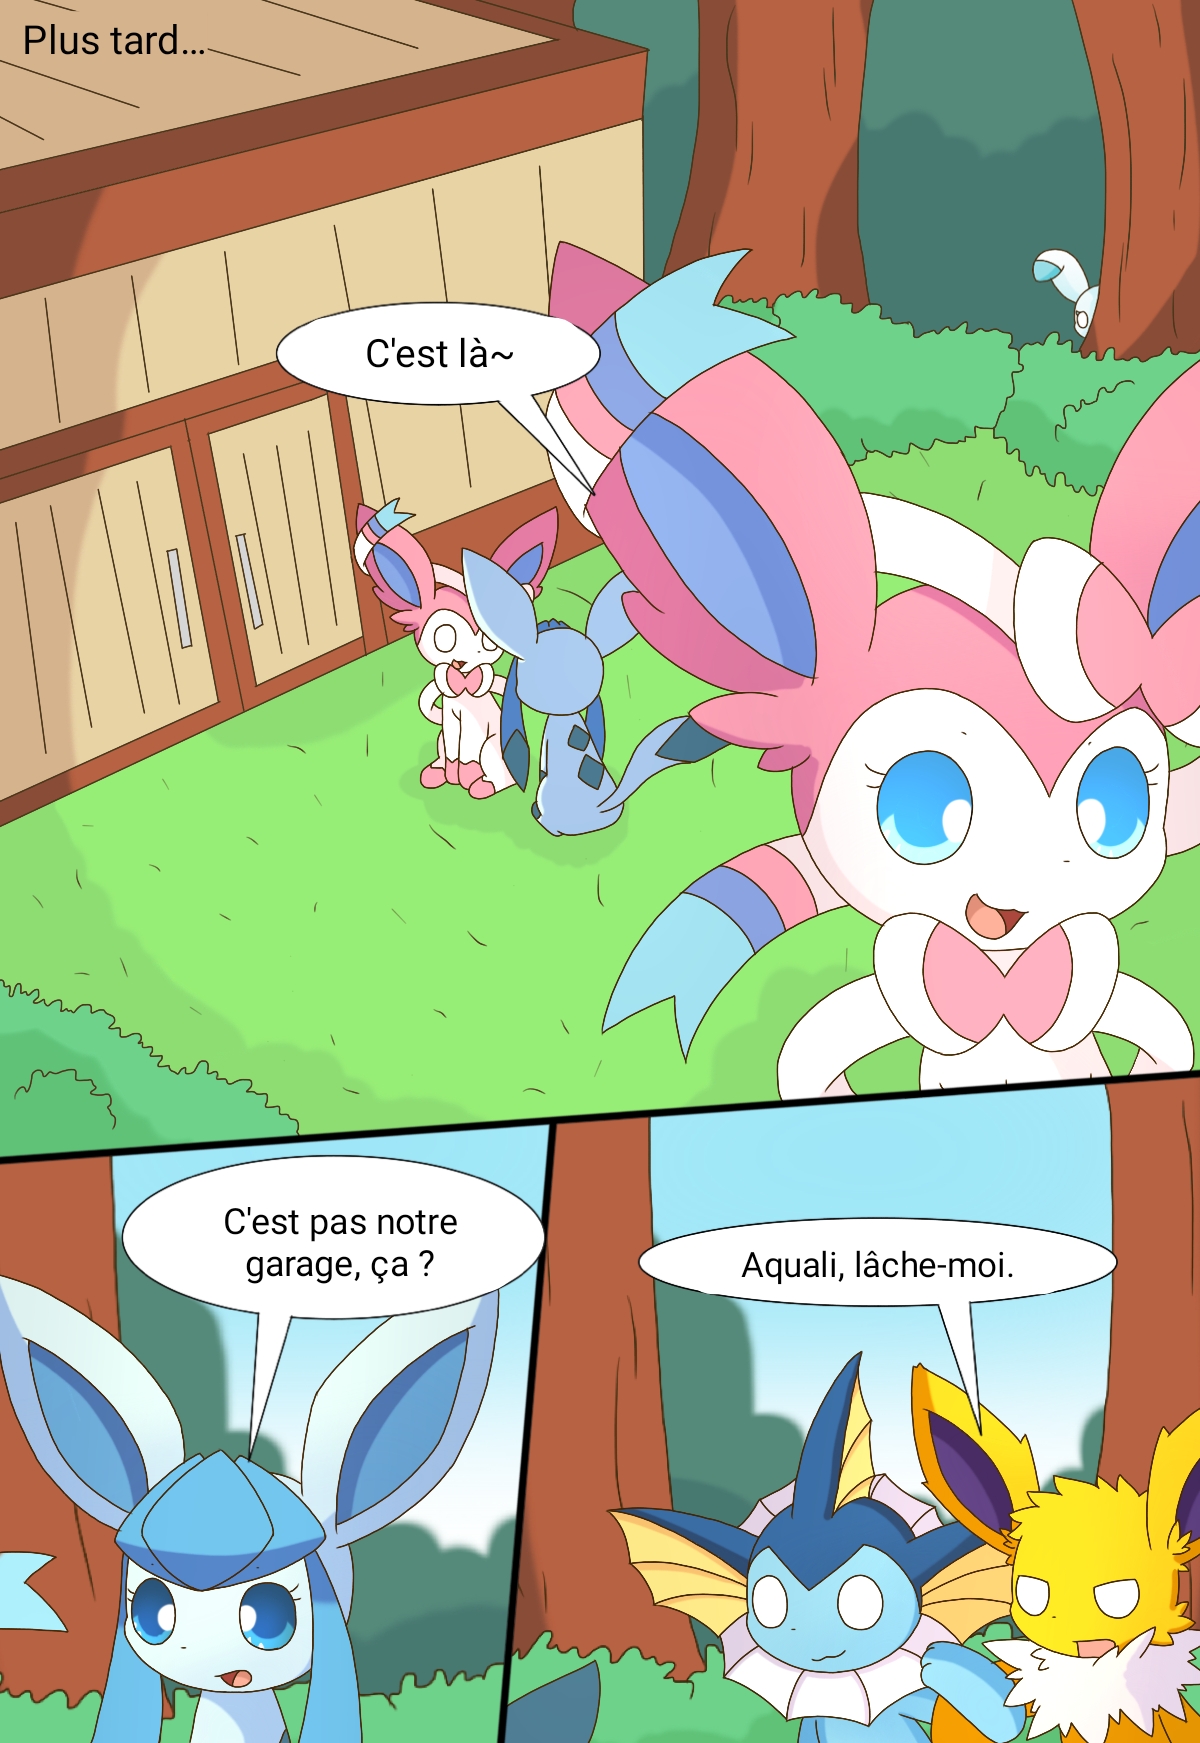 Plus tard...
C'est là~
C'est pas notre
garage, ça ?
Aquali, lâche-moi.